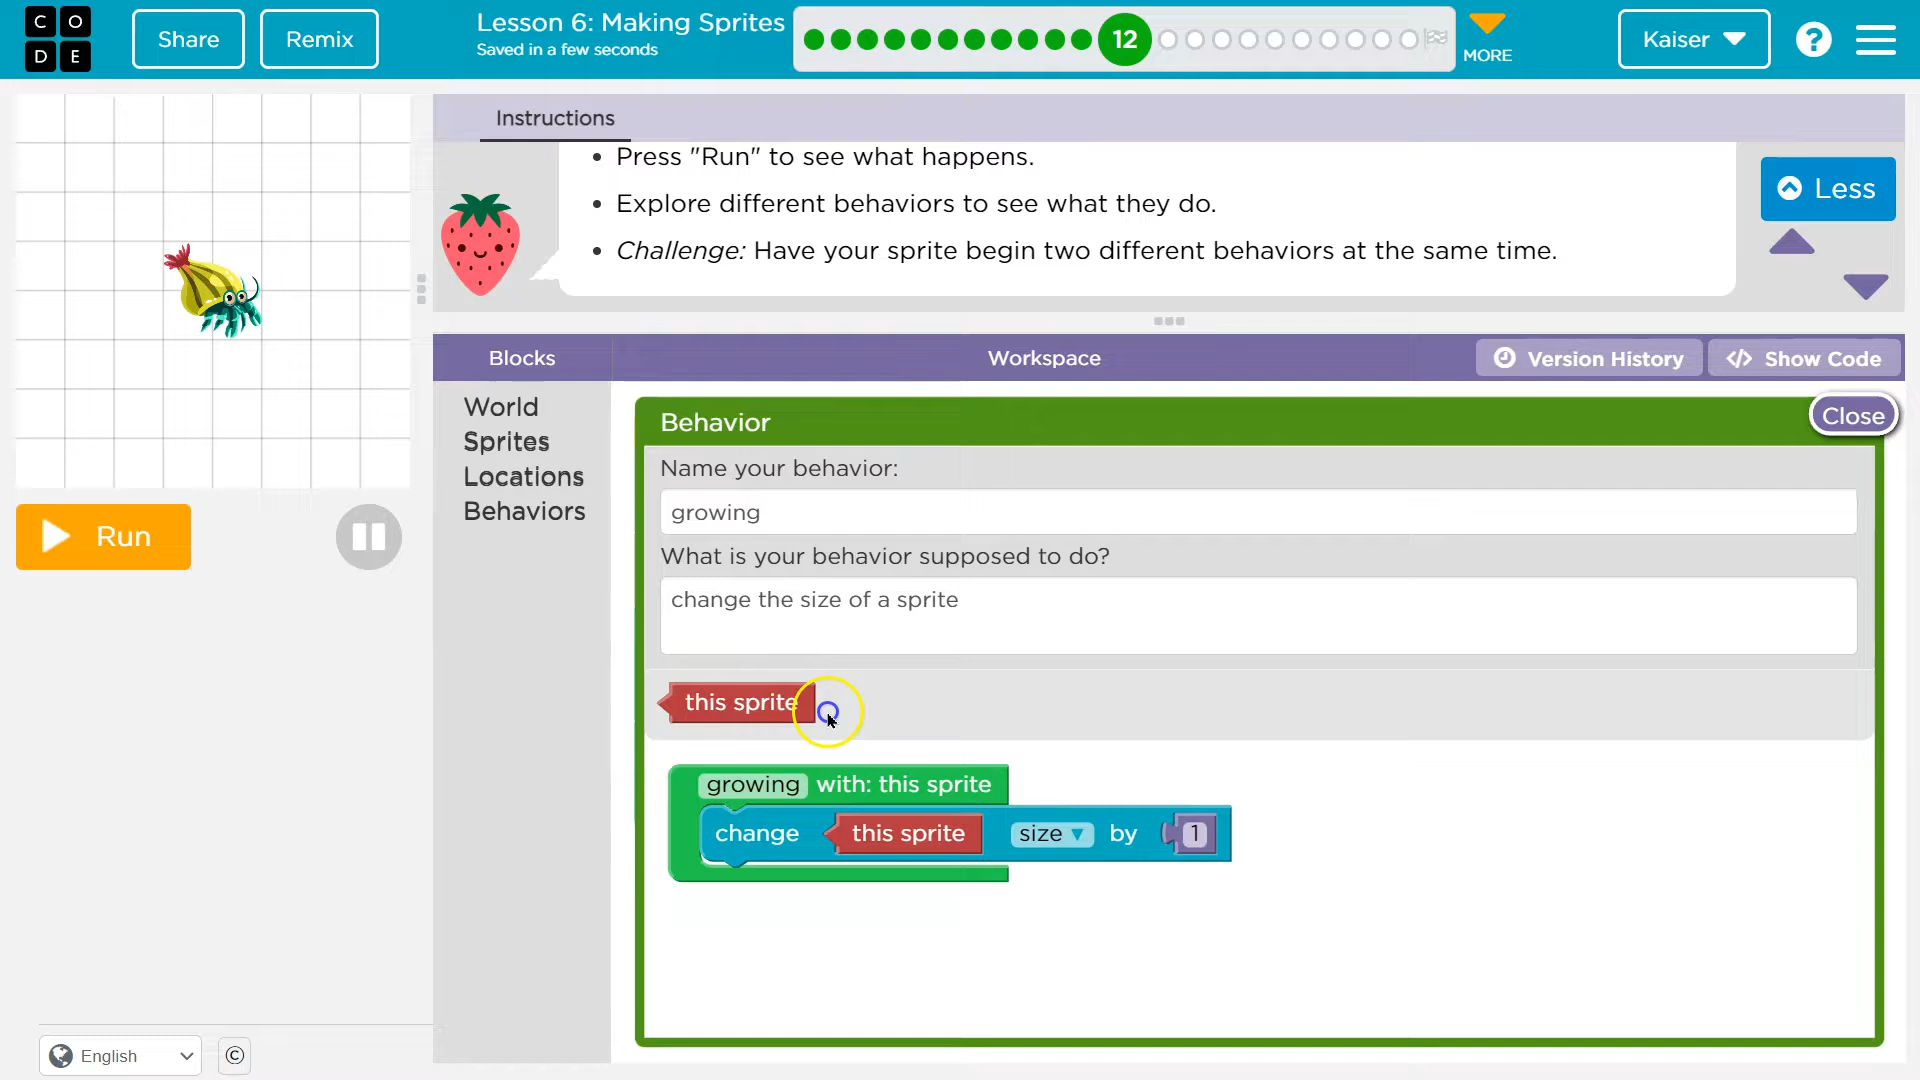 C O
D E
Share
Remix
Lesson 6: Making Sprites
Saved in a few seconds
12
MORE
Kaiser
?
Instructions
Press "Run" to see what happens.
Explore different behaviors to see what they do.
Challenge: Have your sprite begin two different behaviors at the same time.
Less
Blocks
Workspace
Version History
</> Show Code
World
Sprites
Locations
Behaviors
Run
Behavior
Close
Name your behavior:
growing
What is your behavior supposed to do?
change the size of a sprite
this sprite
growing with: this sprite
change this sprite size by 1
English
©